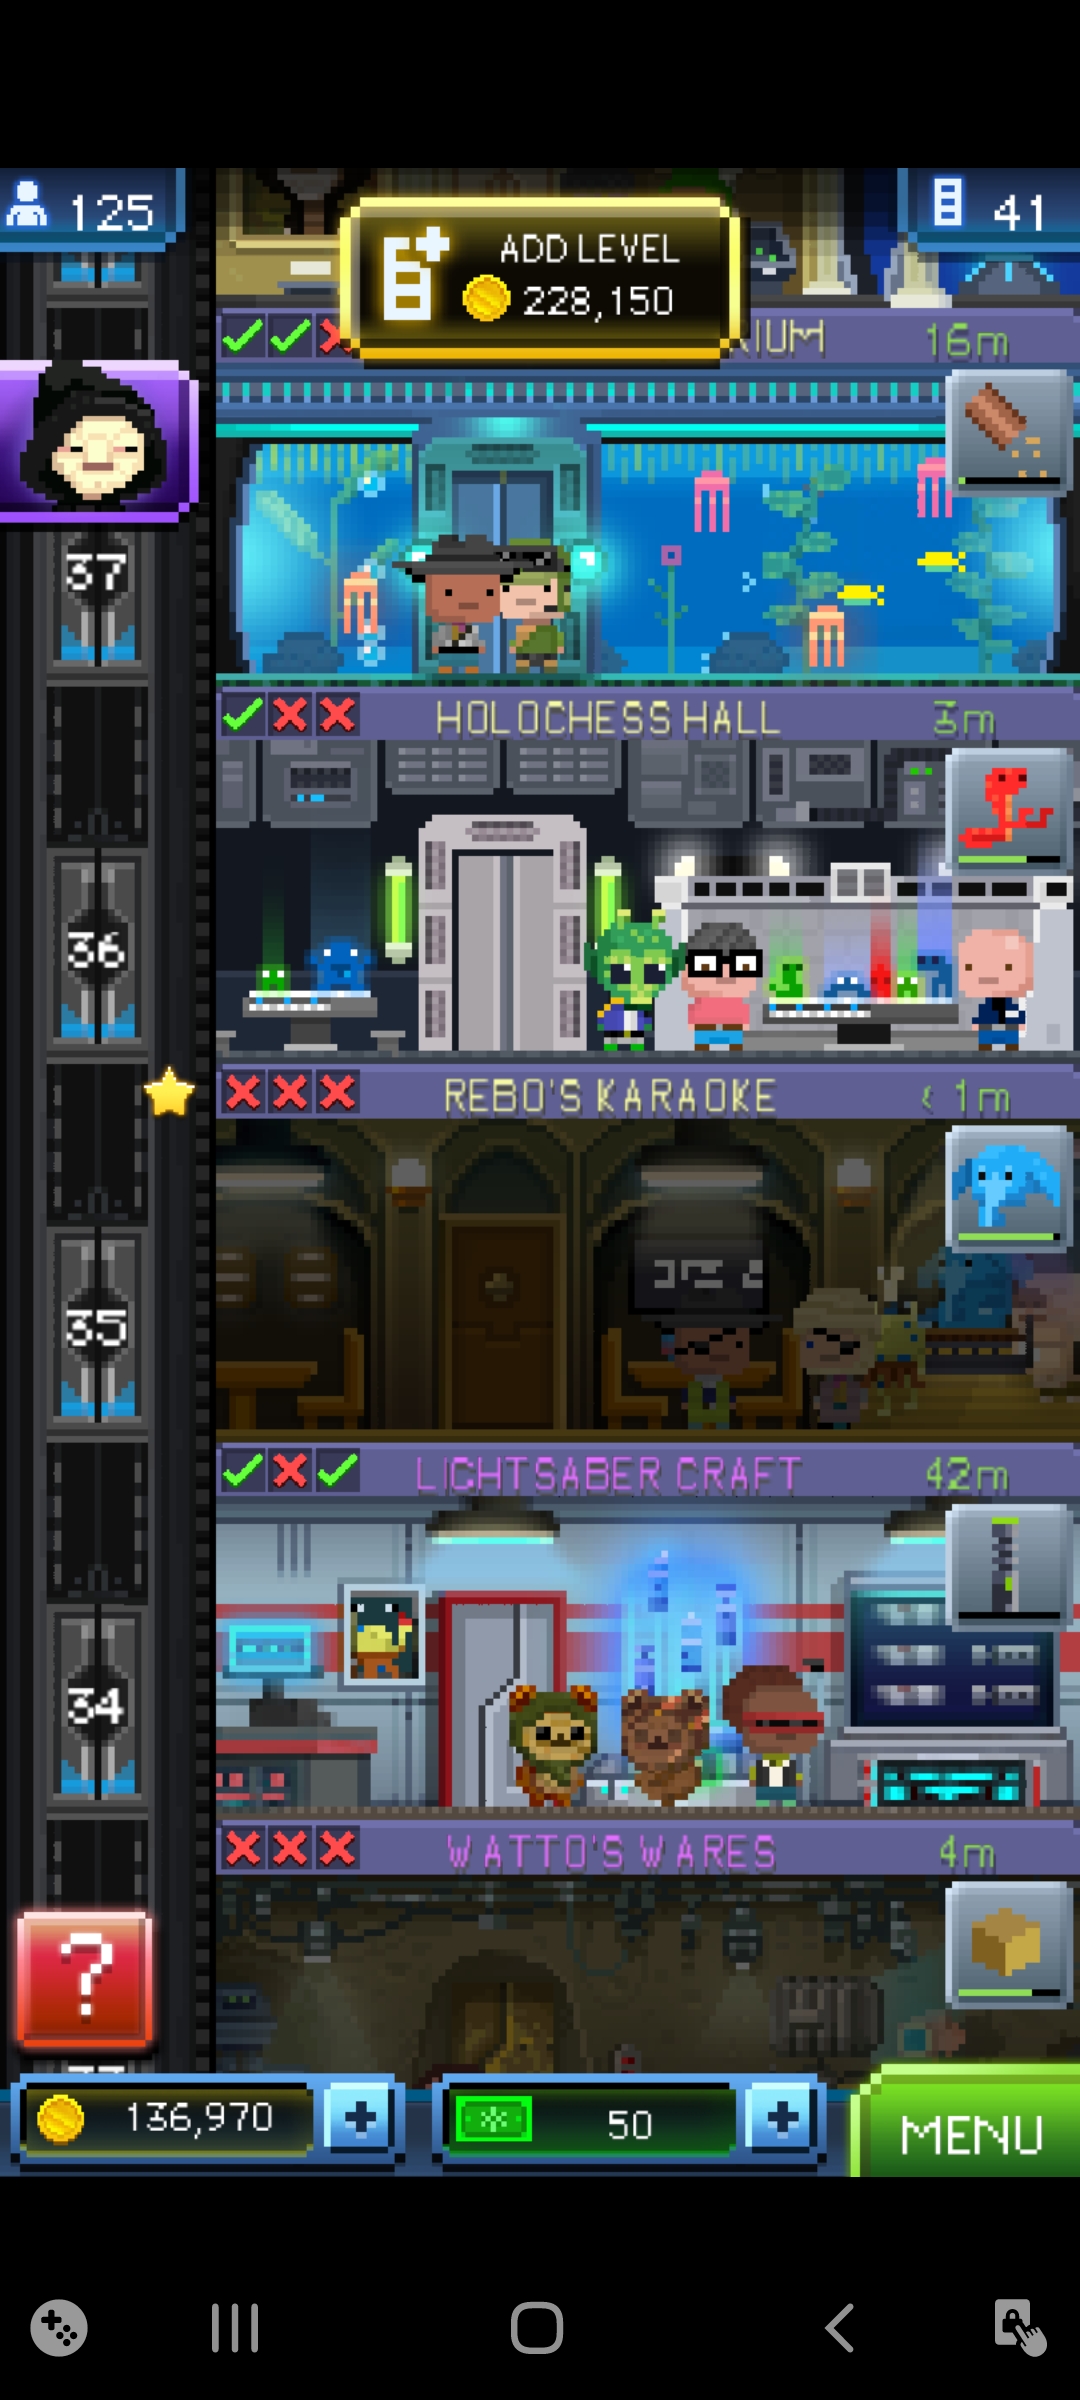 125
ADD LEVEL
228,150
41
RIUM
16m
37
HOLOCHESS HALL
3m
36
REBO'S KARAOKE
< 1m
35
LIGHTSABER CRAFT
42m
34
WATTO'S WARES
4m
?
136,970
50
MENU